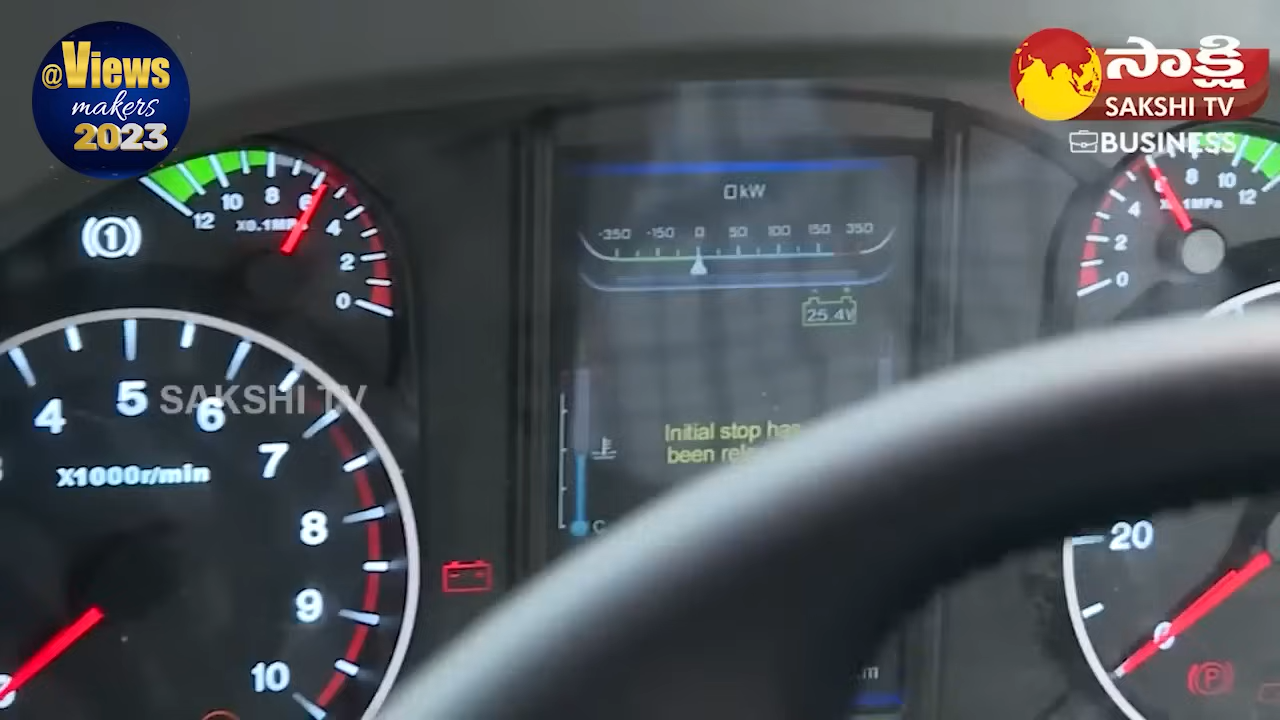 @Views
makers
2023
సాక్షి
SAKSHI TV
BUSINESS
12 10 8 6 4 2 0
X0.1MPa
1
0kW
-350 -150 0 50 100 150 350
25.4V
Initial stop has
been
C
4 5 6 7 8 9 10
X1000r/min
SAKSHI TV
0 2 4 6 8 10 12
20
0
P